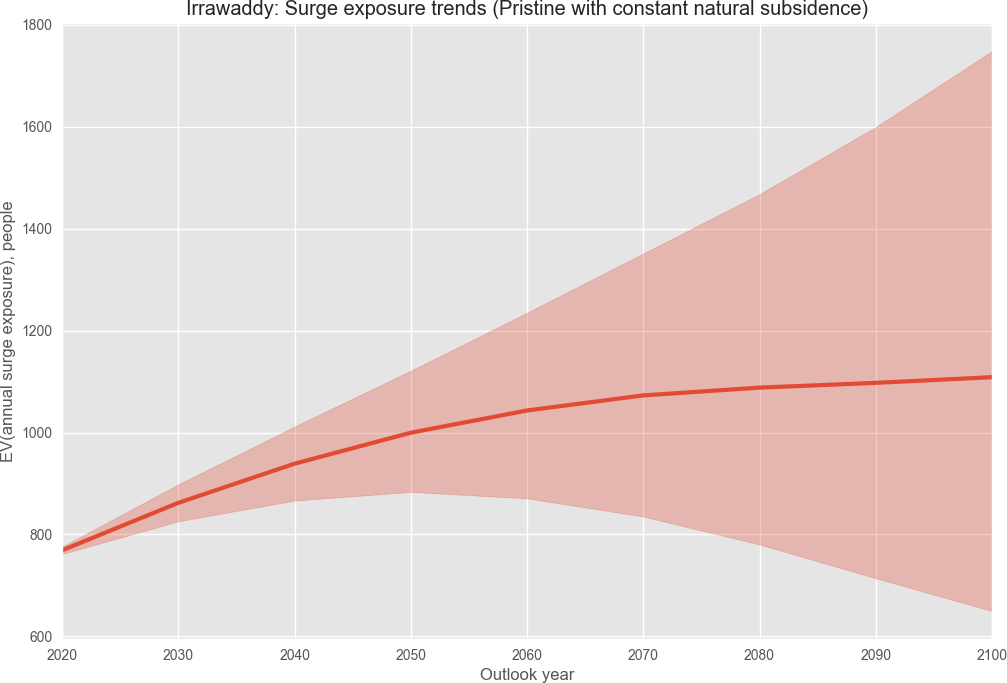 Irrawaddy: Surge exposure trends (Pristine with constant natural subsidence)
EV(annual surge exposure), people
1800
1600
1400
1200
1000
800
600
2020 2030 2040 2050 2060 2070 2080 2090 2100
Outlook year